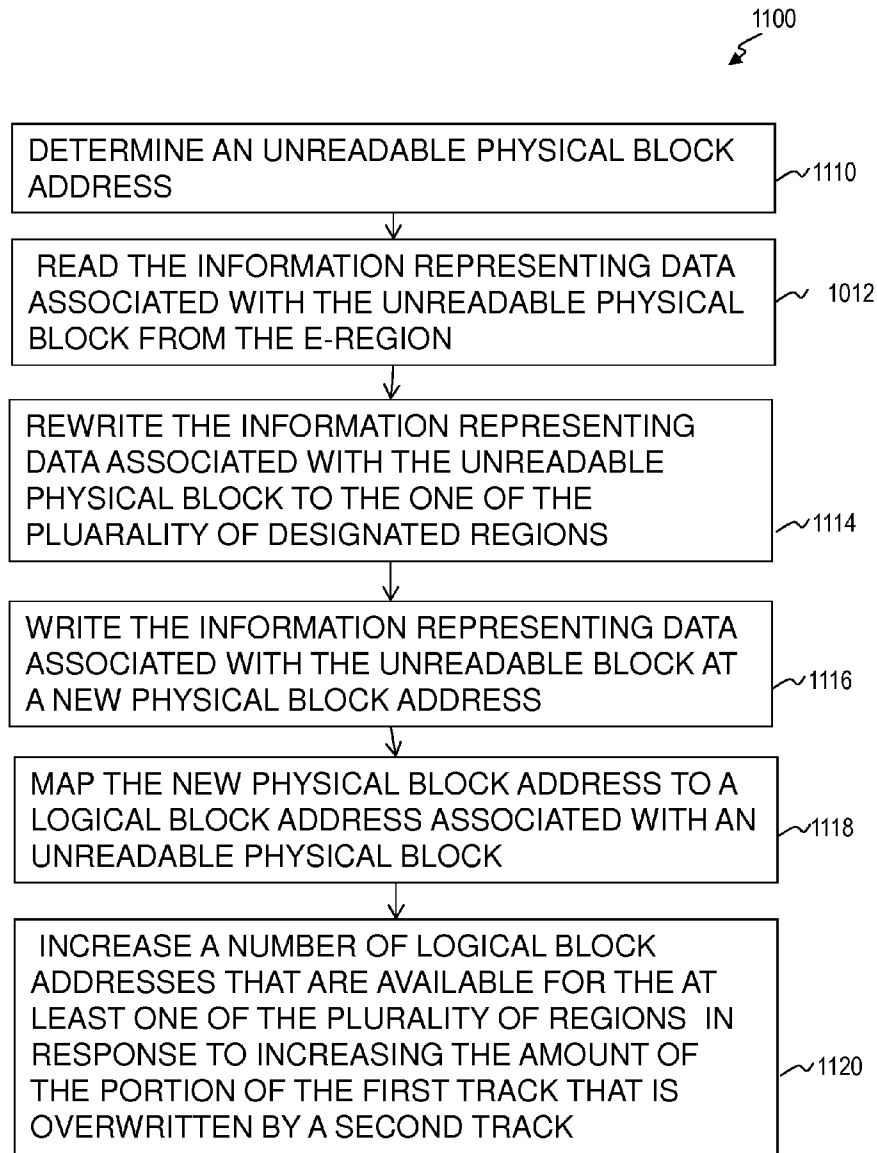 1100
DETERMINE AN UNREADABLE PHYSICAL BLOCK
ADDRESS
1110
READ THE INFORMATION REPRESENTING DATA
ASSOCIATED WITH THE UNREADABLE PHYSICAL
BLOCK FROM THE E-REGION
1012
REWRITE THE INFORMATION REPRESENTING
DATA ASSOCIATED WITH THE UNREADABLE
PHYSICAL BLOCK TO THE ONE OF THE
PLUARALITY OF DESIGNATED REGIONS
1114
WRITE THE INFORMATION REPRESENTING DATA
ASSOCIATED WITH THE UNREADABLE BLOCK AT
A NEW PHYSICAL BLOCK ADDRESS
1116
MAP THE NEW PHYSICAL BLOCK ADDRESS TO A
LOGICAL BLOCK ADDRESS ASSOCIATED WITH AN
UNREADABLE PHYSICAL BLOCK
1118
INCREASE A NUMBER OF LOGICAL BLOCK
ADDRESSES THAT ARE AVAILABLE FOR THE AT
LEAST ONE OF THE PLURALITY OF REGIONS IN
RESPONSE TO INCREASING THE AMOUNT OF
THE PORTION OF THE FIRST TRACK THAT IS
OVERWRITTEN BY A SECOND TRACK
1120